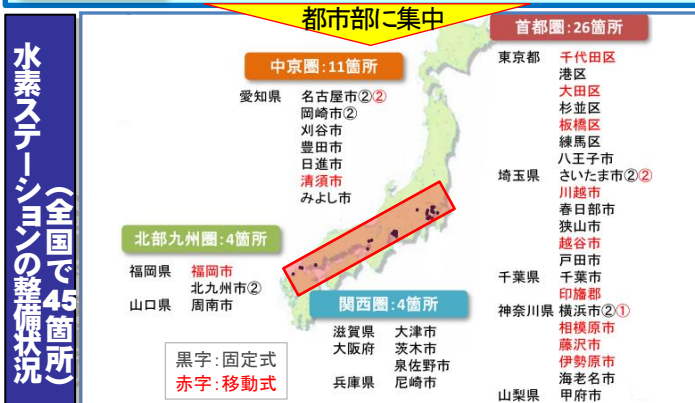 都市部に集中
水素ステーションの整備状況
（全国で45箇所）
中京圏:11箇所
愛知県 名古屋市②②
岡崎市②
刈谷市
豊田市
日進市
清須市
みよし市
北部九州圏:4箇所
福岡県 福岡市
北九州市②
山口県 周南市
関西圏:4箇所
滋賀県 大津市
大阪府 茨木市
泉佐野市
兵庫県 尼崎市
黒字:固定式
赤字:移動式
首都圏:26箇所
東京都 千代田区
港区
大田区
杉並区
板橋区
練馬区
八王子市
埼玉県 さいたま市②②
川越市
春日部市
狭山市
越谷市
戸田市
千葉県 千葉市
印旛郡
神奈川県 横浜市②①
相模原市
藤沢市
伊勢原市
海老名市
山梨県 甲府市